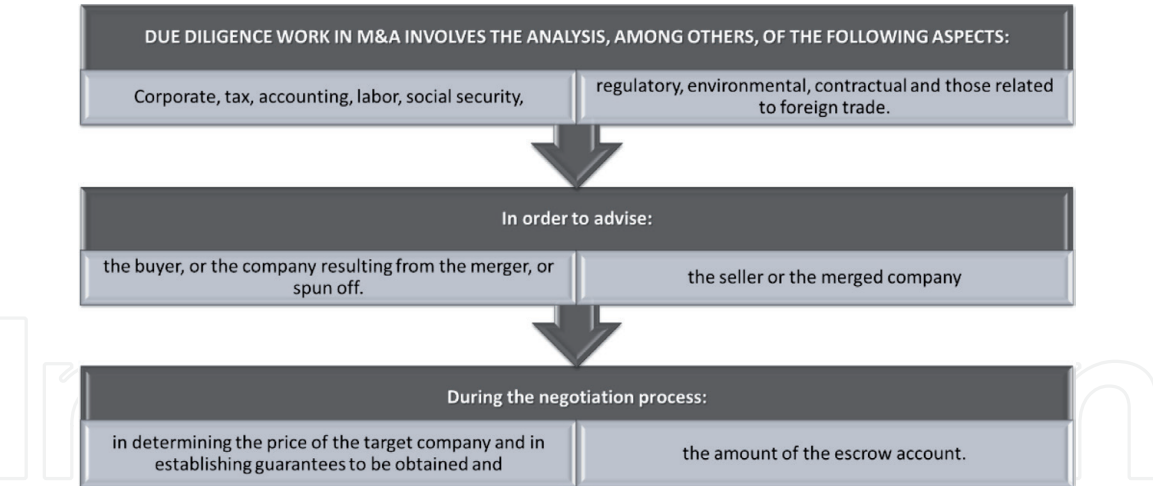 DUE DILIGENCE WORK IN M&A INVOLVES THE ANALYSIS, AMONG OTHERS, OF THE FOLLOWING ASPECTS:
Corporate, tax, accounting, labor, social security,
regulatory, environmental, contractual and those related
to foreign trade.
In order to advise:
the buyer, or the company resulting from the merger, or
spun off.
the seller or the merged company
During the negotiation process:
in determining the price of the target company and in
establishing guarantees to be obtained and
the amount of the escrow account.